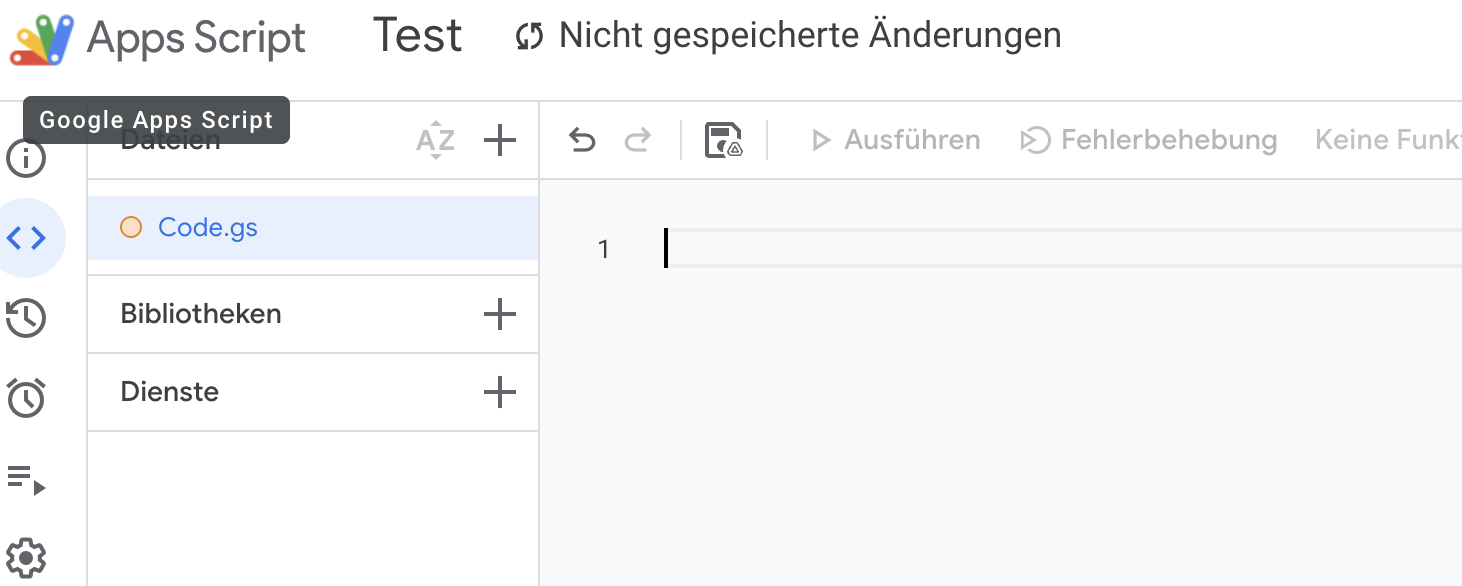 Apps Script Test Nicht gespeicherte Änderungen
Google Apps Script
Dateien AZ
Ausführen Fehlerbehebung Keine Funk
Code.gs
1
Bibliotheken
Dienste